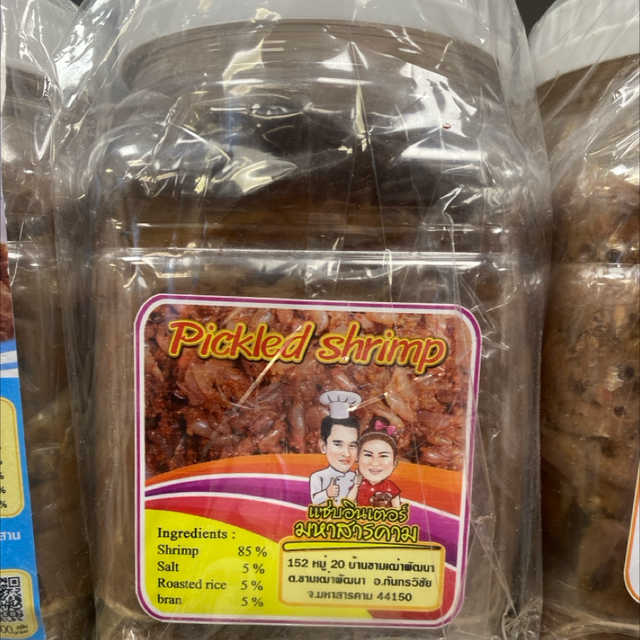 Pickled shrimp
แซ่บอินเตอร์
มหาสารคาม
Ingredients :
Shrimp 85 %
Salt 5 %
Roasted rice 5 %
bran 5 %
152 หมู่ 20 บ้านขามเฒ่าพัฒนา
ต.ขามเฒ่าพัฒนา อ.กันทรวิชัย
จ.มหาสารคาม 44150